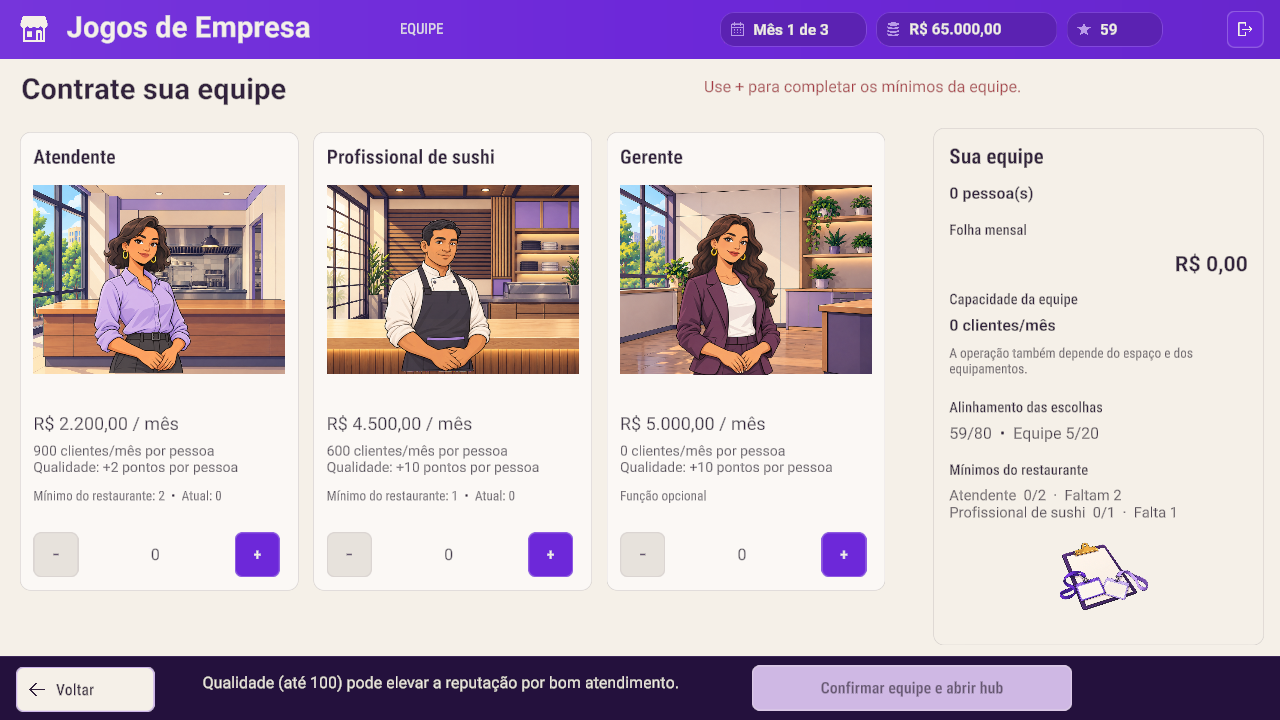 Jogos de Empresa
EQUIPE
Mês 1 de 3
R$ 65.000,00
59
Contrate sua equipe
Use + para completar os mínimos da equipe.
Atendente
R$ 2.200,00 / mês
900 clientes/mês por pessoa
Qualidade: +2 pontos por pessoa
Mínimo do restaurante: 2 • Atual: 0
-
0
+
Profissional de sushi
R$ 4.500,00 / mês
600 clientes/mês por pessoa
Qualidade: +10 pontos por pessoa
Mínimo do restaurante: 1 • Atual: 0
-
0
+
Gerente
R$ 5.000,00 / mês
0 clientes/mês por pessoa
Qualidade: +10 pontos por pessoa
Função opcional
-
0
+
Sua equipe
0 pessoa(s)
Folha mensal
R$ 0,00
Capacidade da equipe
0 clientes/mês
A operação também depende do espaço e dos
equipamentos.
Alinhamento das escolhas
59/80 • Equipe 5/20
Mínimos do restaurante
Atendente 0/2 · Faltam 2
Profissional de sushi 0/1 · Falta 1
Voltar
Qualidade (até 100) pode elevar a reputação por bom atendimento.
Confirmar equipe e abrir hub